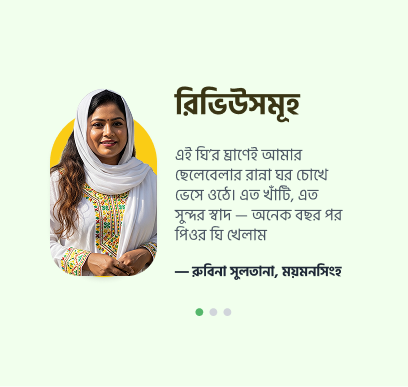 রিভিউসমূহ
এই ঘি’র ঘ্রাণেই আমার
ছেলেবেলার রান্না ঘর চোখে
ভেসে ওঠে। এত খাঁটি, এত
সুন্দর স্বাদ — অনেক বছর পর
পিওর ঘি খেলাম
— রুবিনা সুলতানা, ময়মনসিংহ